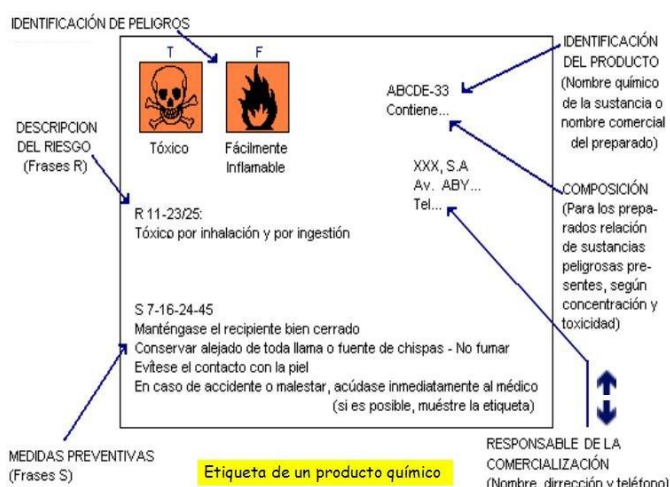 IDENTIFICACIÓN DE PELIGROS
T
F
Tóxico
Fácilmente
Inflamable
ABCDE-33
Contiene...
XXX, S.A
Av. ABY...
Tel...
IDENTIFICACIÓN
DEL PRODUCTO
(Nombre químico
de la sustancia o
nombre comercial
del preparado)
DESCRIPCION
DEL RIESGO
(Frases R)
R 11-23/25:
Tóxico por inhalación y por ingestión
COMPOSICIÓN
(Para los prepa-
rados relación
de sustancias
peligrosas pre-
sentes, según
concentración y
toxicidad)
S 7-16-24-45
Manténgase el recipiente bien cerrado
Conservar alejado de toda llama o fuente de chispas - No fumar
Evítese el contacto con la piel
En caso de accidente o malestar, acúdase inmediatamente al médico
(si es posible, muéstre la etiqueta)
MEDIDAS PREVENTIVAS
(Frases S)
Etiqueta de un producto químico
RESPONSABLE DE LA
COMERCIALIZACIÓN
(Nombre, dirrección y teléfono)